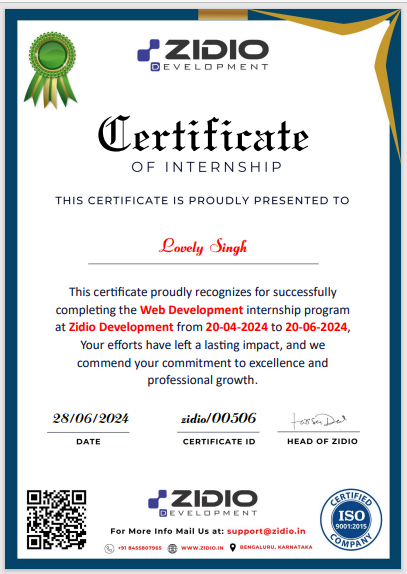 ZIDIO
DEVELOPMENT
Certificate
OF INTERNSHIP
THIS CERTIFICATE IS PROUDLY PRESENTED TO
Lovely Singh
This certificate proudly recognizes for successfully
completing the Web Development internship program
at Zidio Development from 20-04-2024 to 20-06-2024,
Your efforts have left a lasting impact, and we
commend your commitment to excellence and
professional growth.
28/06/2024
DATE
zidio/00506
CERTIFICATE ID
HEAD OF ZIDIO
ZIDIO
DEVELOPMENT
For More Info Mail Us at: support@zidio.in
+91 8455807965 WWW.ZIDIO.IN BENGALURU, KARNATAKA
CERTIFIED
ISO
9001:2015
COMPANY